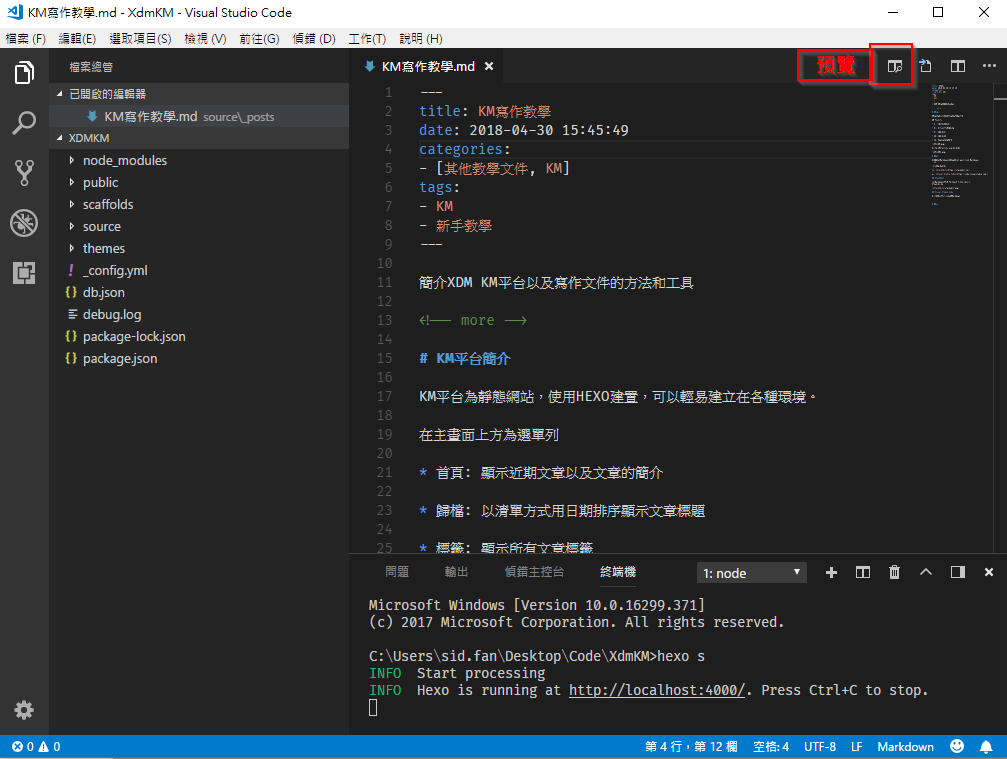 KM寫作教學.md - XdmKM - Visual Studio Code
檔案 (F) 編輯(E) 選取項目(S) 檢視 (V) 前往(G) 偵錯 (D) 工作(T) 說明 (H)
檔案總管
已開啟的編輯器
KM寫作教學.md source\_posts
XDMKM
node_modules
public
scaffolds
source
themes
! _config.yml
{} db.json
debug.log
{} package-lock.json
{} package.json
KM寫作教學.md
預覽
1 ---
2 title: KM寫作教學
3 date: 2018-04-30 15:45:49
4 categories:
5 - [其他教學文件, KM]
6 tags:
7 - KM
8 - 新手教學
9 ---
10
11 簡介XDM KM平台以及寫作文件的方法和工具
12
13 <!-- more -->
14
15 # KM平台簡介
16
17 KM平台為靜態網站，使用HEXO建置，可以輕易建立在各種環境。
18
19 在主畫面上方為選單列
20
21 * 首頁: 顯示近期文章以及文章的簡介
22
23 * 歸檔: 以清單方式用日期排序顯示文章標題
24
25 * 標籤: 顯示所有文章標籤
問題 輸出 偵錯主控台 終端機 1: node
Microsoft Windows [Version 10.0.16299.371]
(c) 2017 Microsoft Corporation. All rights reserved.
C:\Users\sid.fan\Desktop\Code\XdmKM>hexo s
INFO Start processing
INFO Hexo is running at http://localhost:4000/. Press Ctrl+C to stop.
0 0 第 4 行，第 12 欄 空格: 4 UTF-8 LF Markdown